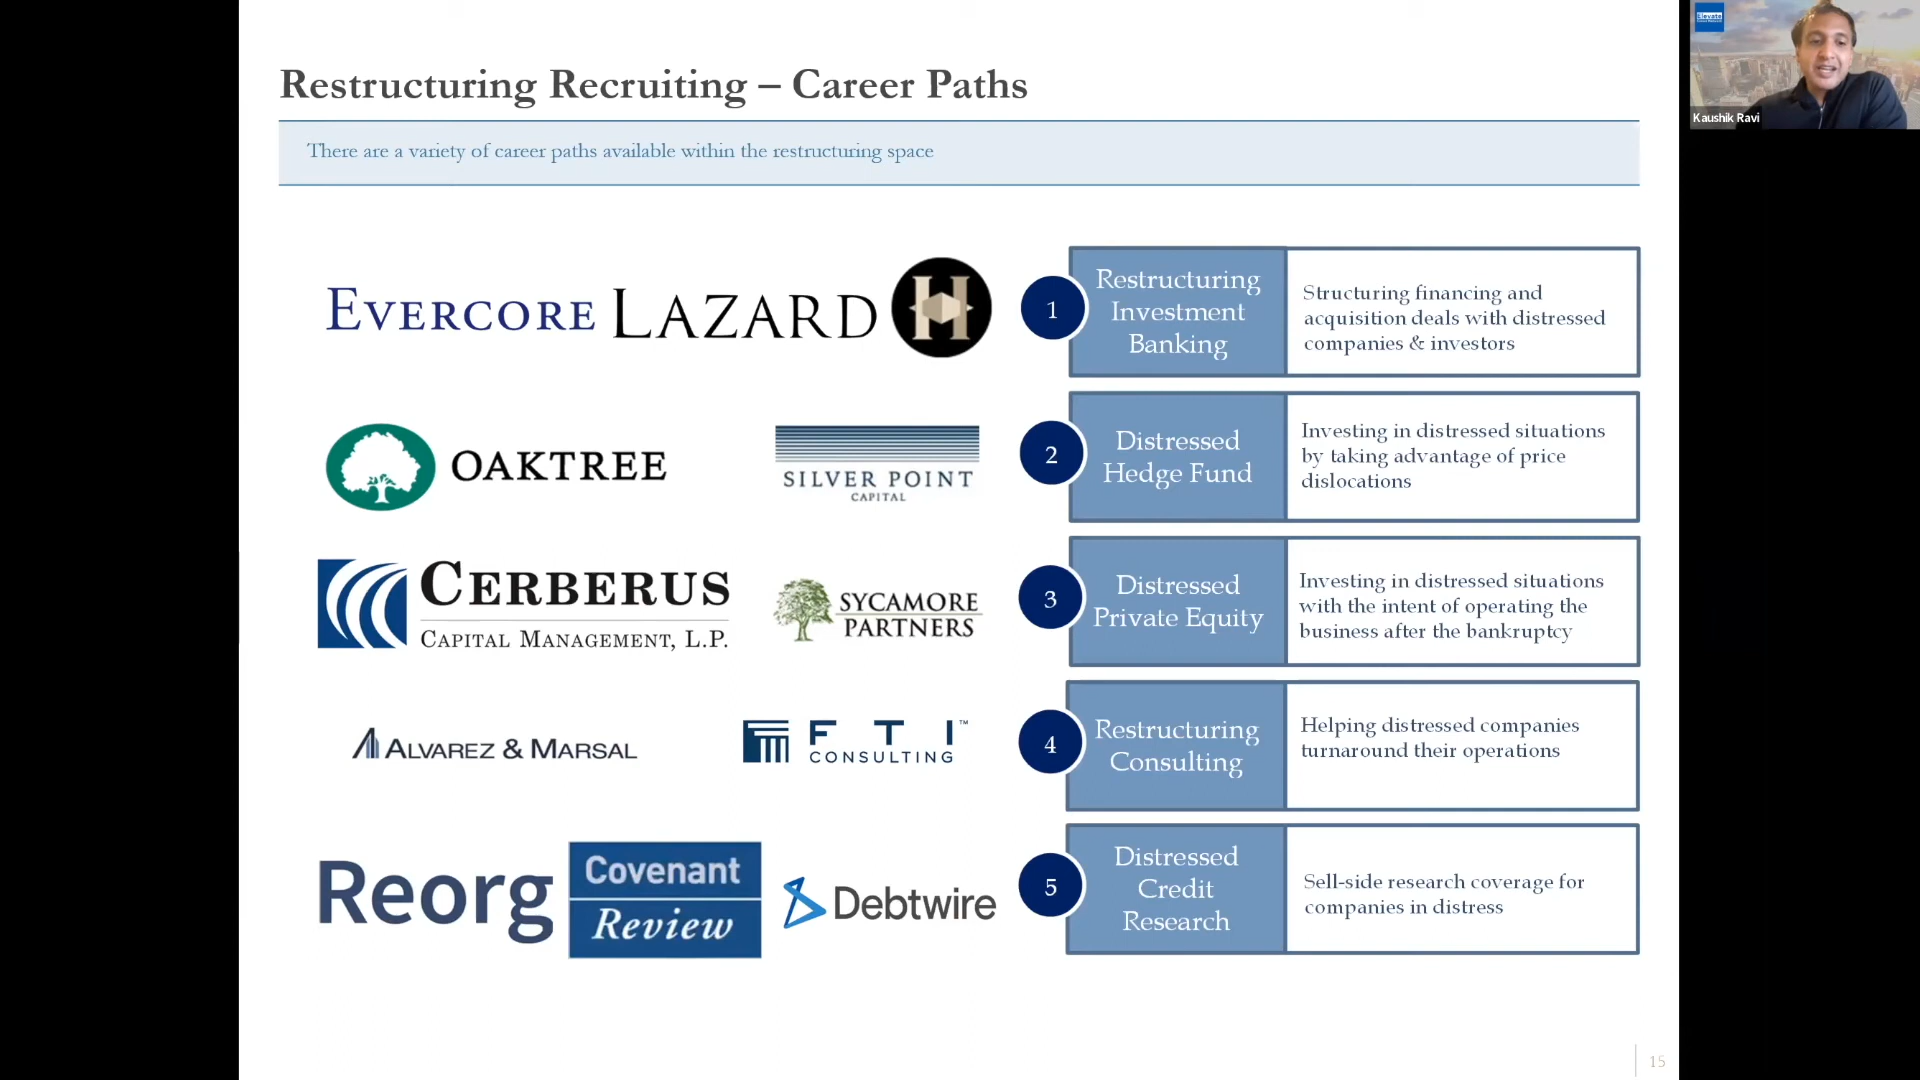 Restructuring Recruiting – Career Paths
There are a variety of career paths available within the restructuring space
EVERCORE
LAZARD
H
1
Restructuring
Investment
Banking
Structuring financing and
acquisition deals with distressed
companies & investors
OAKTREE
SILVER POINT
CAPITAL
2
Distressed
Hedge Fund
Investing in distressed situations
by taking advantage of price
dislocations
CERBERUS
CAPITAL MANAGEMENT, L.P.
SYCAMORE
PARTNERS
3
Distressed
Private Equity
Investing in distressed situations
with the intent of operating the
business after the bankruptcy
ALVAREZ & MARSAL
FTI™
CONSULTING
4
Restructuring
Consulting
Helping distressed companies
turnaround their operations
Reorg
Covenant
Review
Debtwire
5
Distressed
Credit
Research
Sell-side research coverage for
companies in distress
15
Elevate
Kaushik Ravi